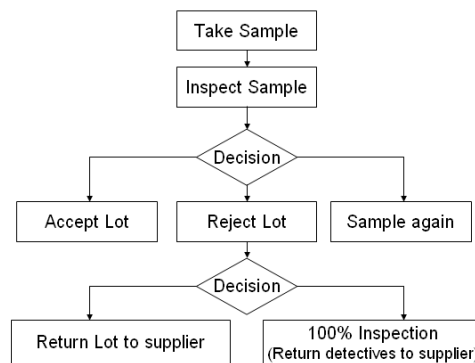 Take Sample
Inspect Sample
Decision
Accept Lot
Reject Lot
Sample again
Decision
Return Lot to supplier
100% Inspection
(Return detectives to supplier)